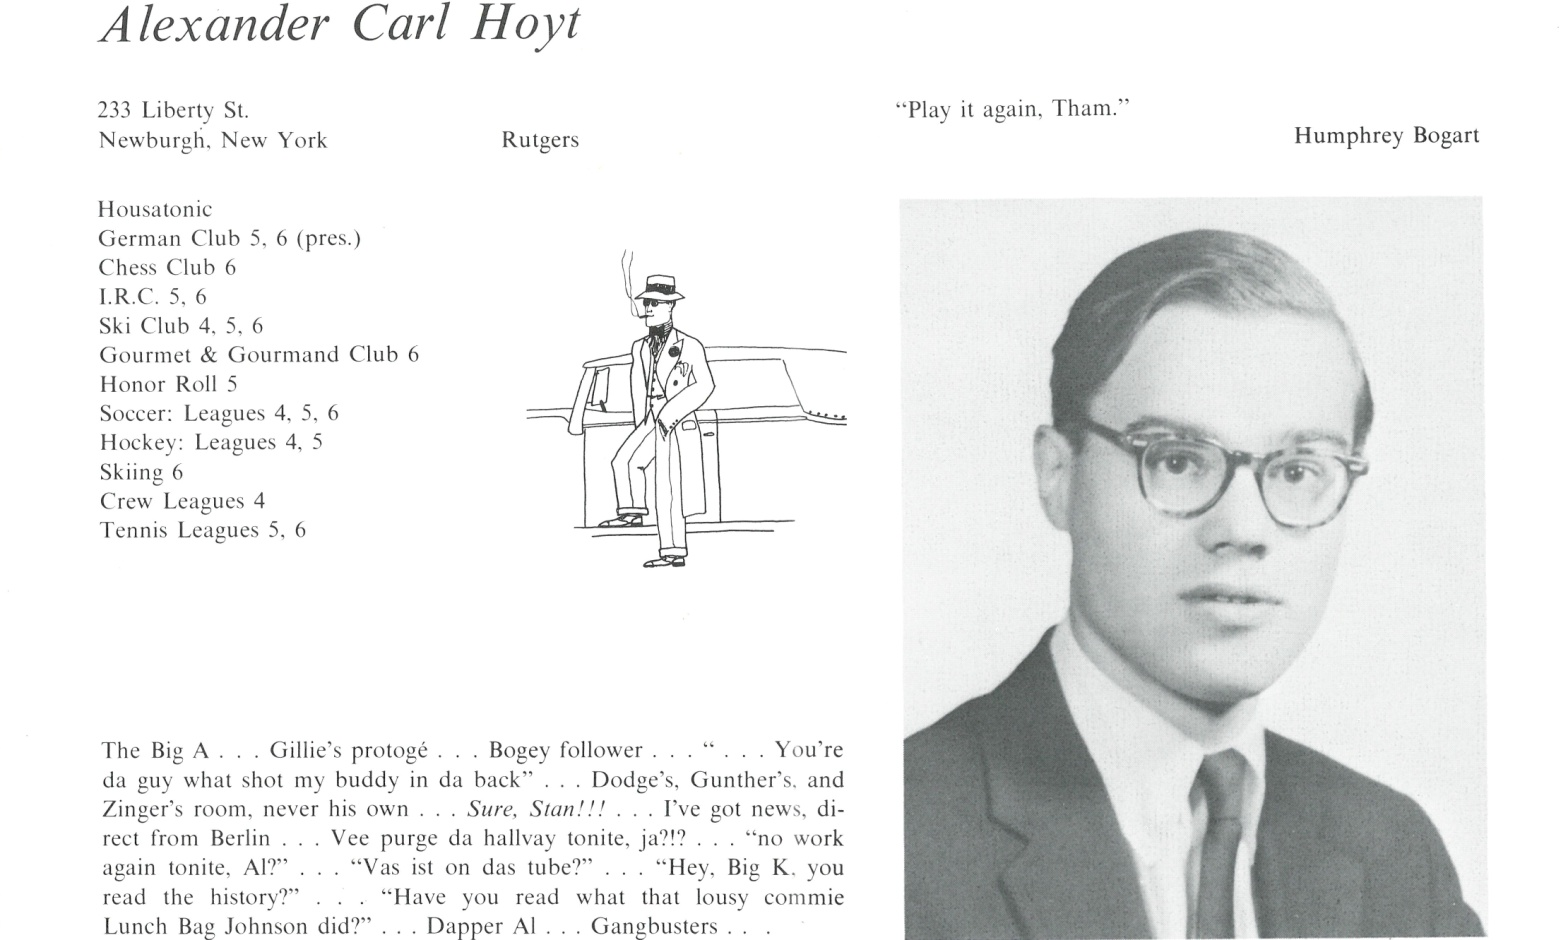 Alexander Carl Hoyt
233 Liberty St.
Newburgh, New York Rutgers
“Play it again, Tham.”
Humphrey Bogart
Housatonic
German Club 5, 6 (pres.)
Chess Club 6
I.R.C. 5, 6
Ski Club 4, 5, 6
Gourmet & Gourmand Club 6
Honor Roll 5
Soccer: Leagues 4, 5, 6
Hockey: Leagues 4, 5
Skiing 6
Crew Leagues 4
Tennis Leagues 5, 6
The Big A . . . Gillie’s protogé . . . Bogey follower . . . “ . . . You’re
da guy what shot my buddy in da back” . . . Dodge’s, Gunther’s, and
Zinger’s room, never his own . . . Sure, Stan!!! . . . I’ve got news, di-
rect from Berlin . . . Vee purge da hallvay tonite, ja?!? . . . “no work
again tonite, Al?” . . . “Vas ist on das tube?” . . . “Hey, Big K, you
read the history?” . . . “Have you read what that lousy commie
Lunch Bag Johnson did?” . . . Dapper Al . . . Gangbusters . . .